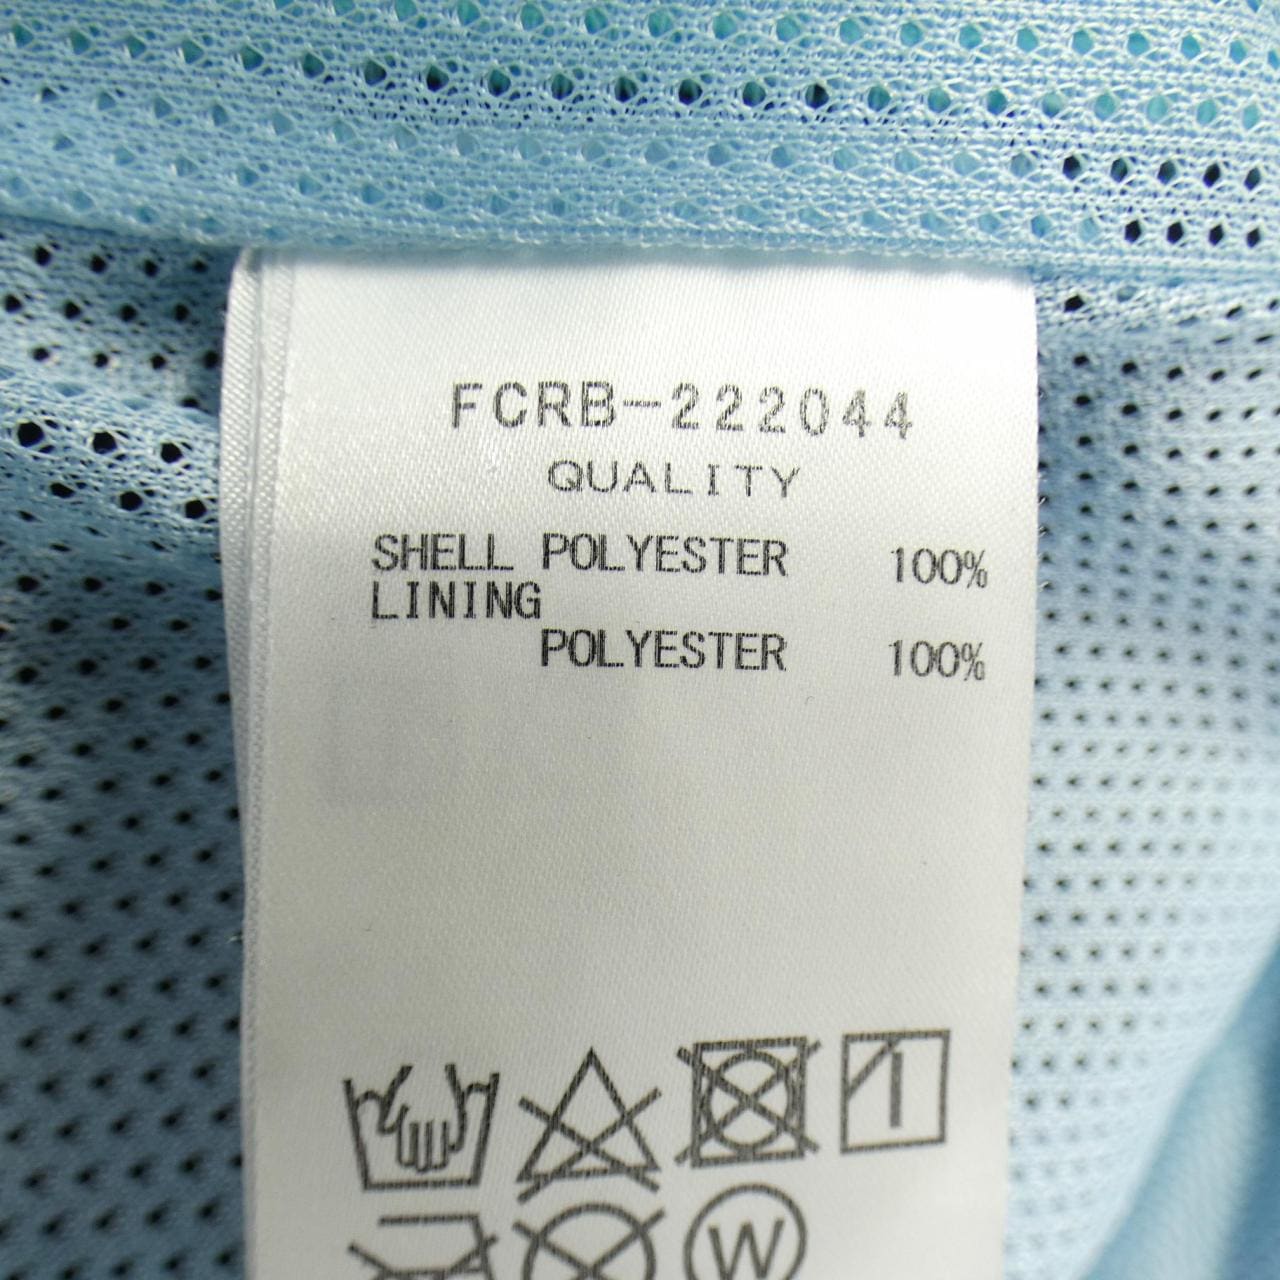 FCRB-222044
QUALITY
SHELL POLYESTER 100%
LINING
POLYESTER 100%
W